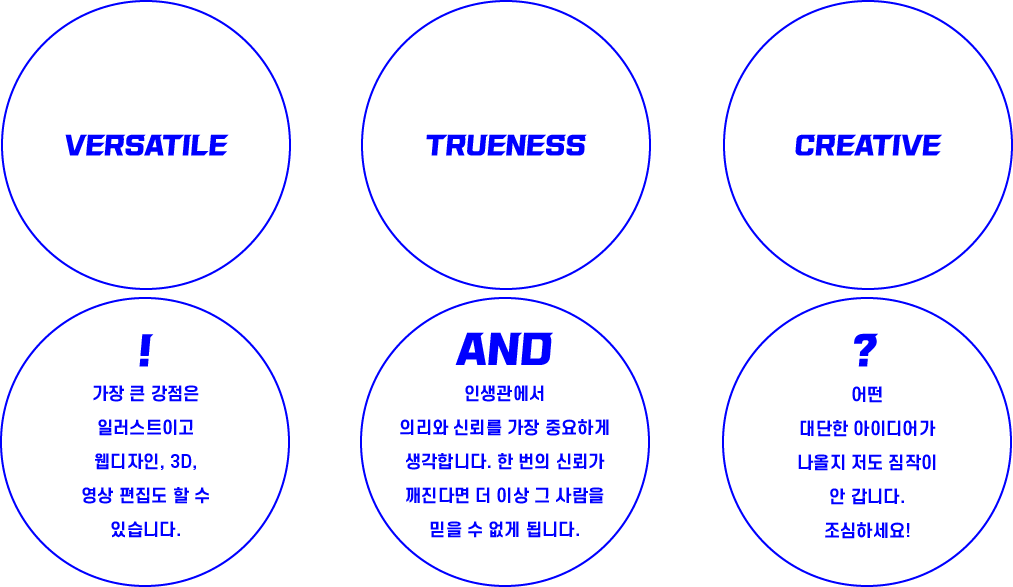 VERSATILE
TRUENESS
CREATIVE
!
가장 큰 강점은
일러스트이고
웹디자인, 3D,
영상 편집도 할 수
있습니다.
AND
인생관에서
의리와 신뢰를 가장 중요하게
생각합니다. 한 번의 신뢰가
깨진다면 더 이상 그 사람을
믿을 수 없게 됩니다.
?
어떤
대단한 아이디어가
나올지 저도 짐작이
안 갑니다.
조심하세요!